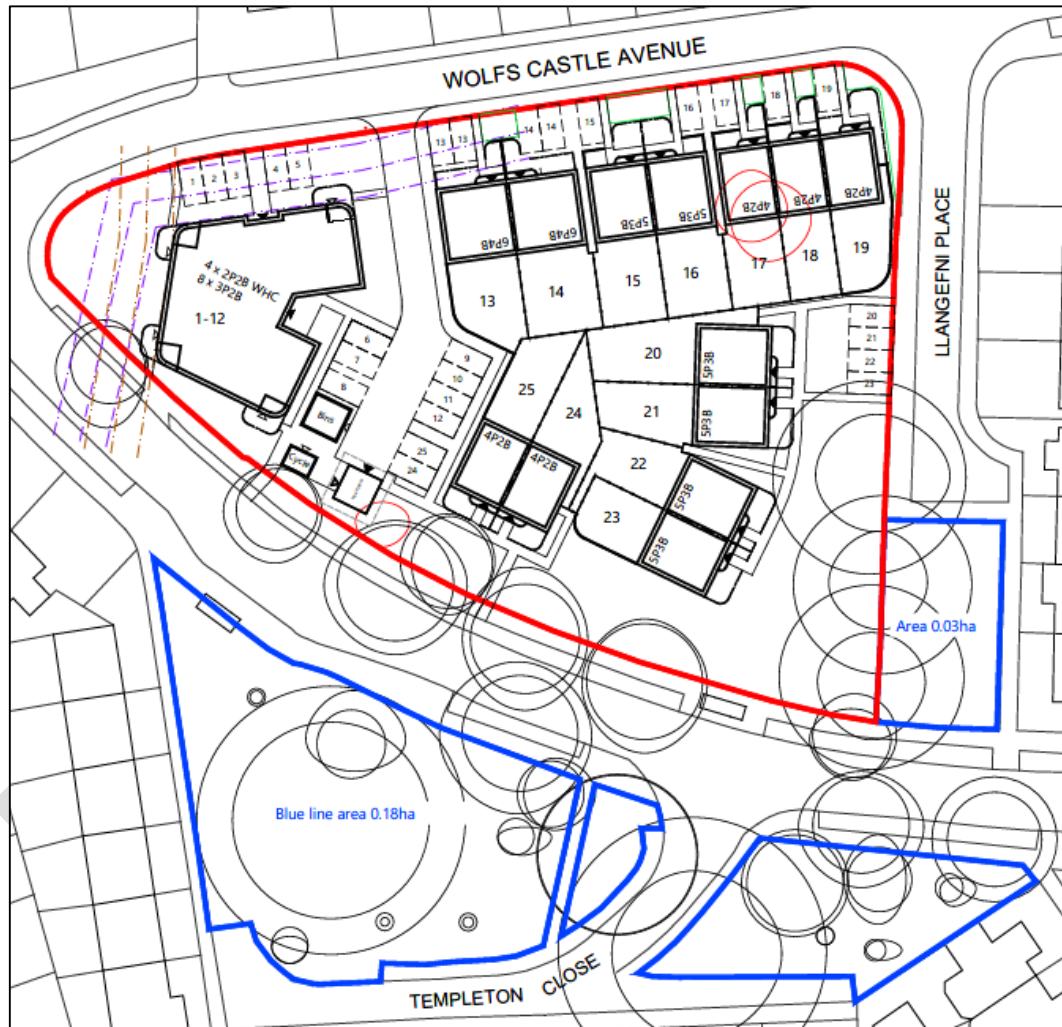 WOLFS CASTLE AVENUE
LLANGEFNI PLACE
1
2
3
4
5
13
13
14
14
14
15
16
17
18
19
4 x 2P2B WHC
8 x 3P2B
1-12
6P4B
6P4B
5P3B
5P3B
4P2B
4P2B
4P2B
13
14
15
16
17
18
19
6
7
8
Bins
Cycle
9
10
11
12
25
24
20
21
22
23
20
5P3B
21
5P3B
25
24
4P2B
4P2B
22
5P3B
23
5P3B
Area 0.03ha
Blue line area 0.18ha
TEMPLETON CLOSE